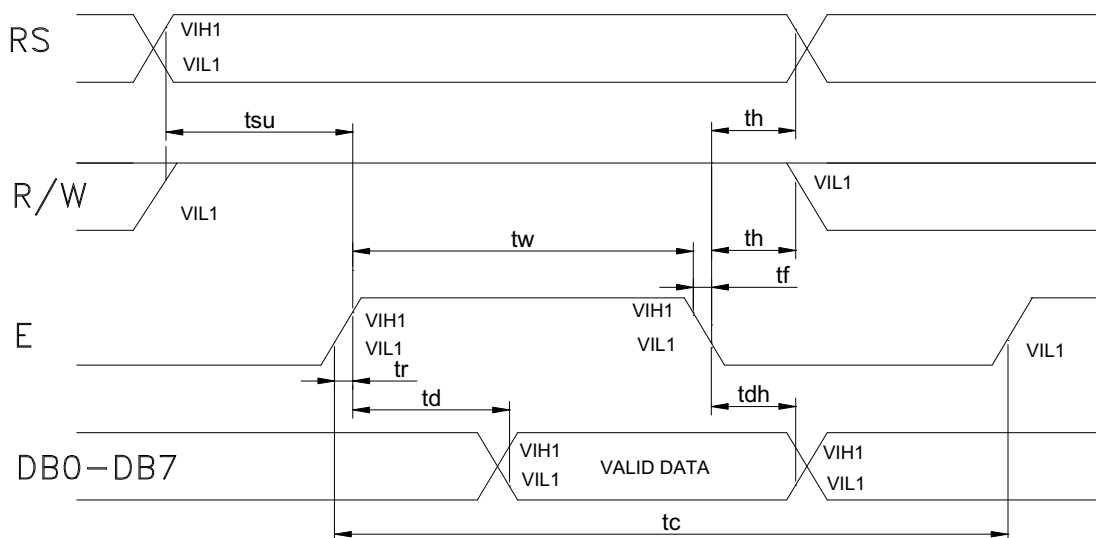 RS
VIH1
VIL1
tsu
th
R/W
VIL1
VIL1
tw
th
tf
E
VIH1
VIL1
VIH1
VIL1
VIL1
tr
td
tdh
DB0-DB7
VIH1
VIL1
VALID DATA
VIH1
VIL1
tc